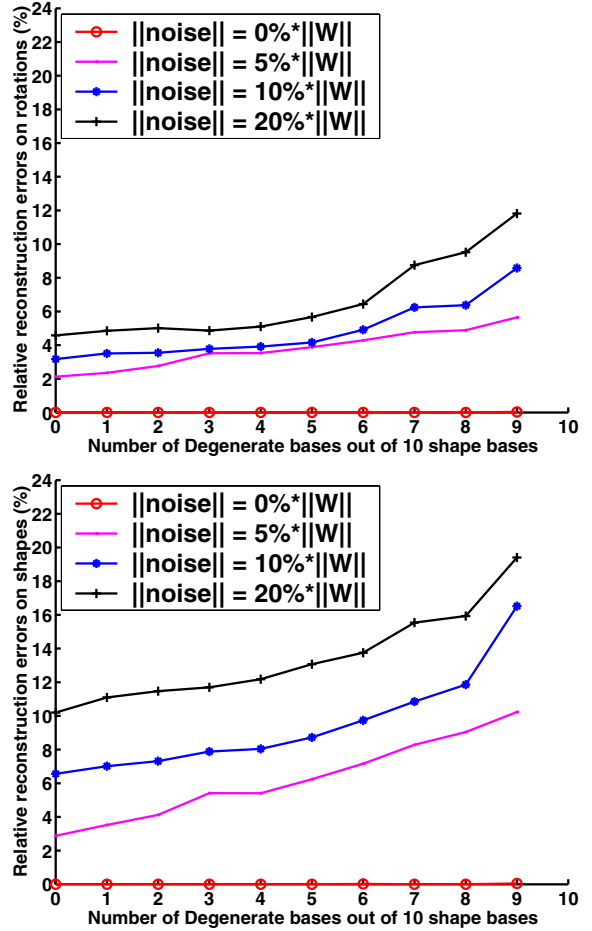 24
22
20
18
16
14
12
10
8
6
4
2
0
Relative reconstruction errors on rotations (%)
||noise|| = 0%*||W||
||noise|| = 5%*||W||
||noise|| = 10%*||W||
||noise|| = 20%*||W||
0 1 2 3 4 5 6 7 8 9 10
Number of Degenerate bases out of 10 shape bases
24
22
20
18
16
14
12
10
8
6
4
2
0
Relative reconstruction errors on shapes (%)
||noise|| = 0%*||W||
||noise|| = 5%*||W||
||noise|| = 10%*||W||
||noise|| = 20%*||W||
0 1 2 3 4 5 6 7 8 9 10
Number of Degenerate bases out of 10 shape bases